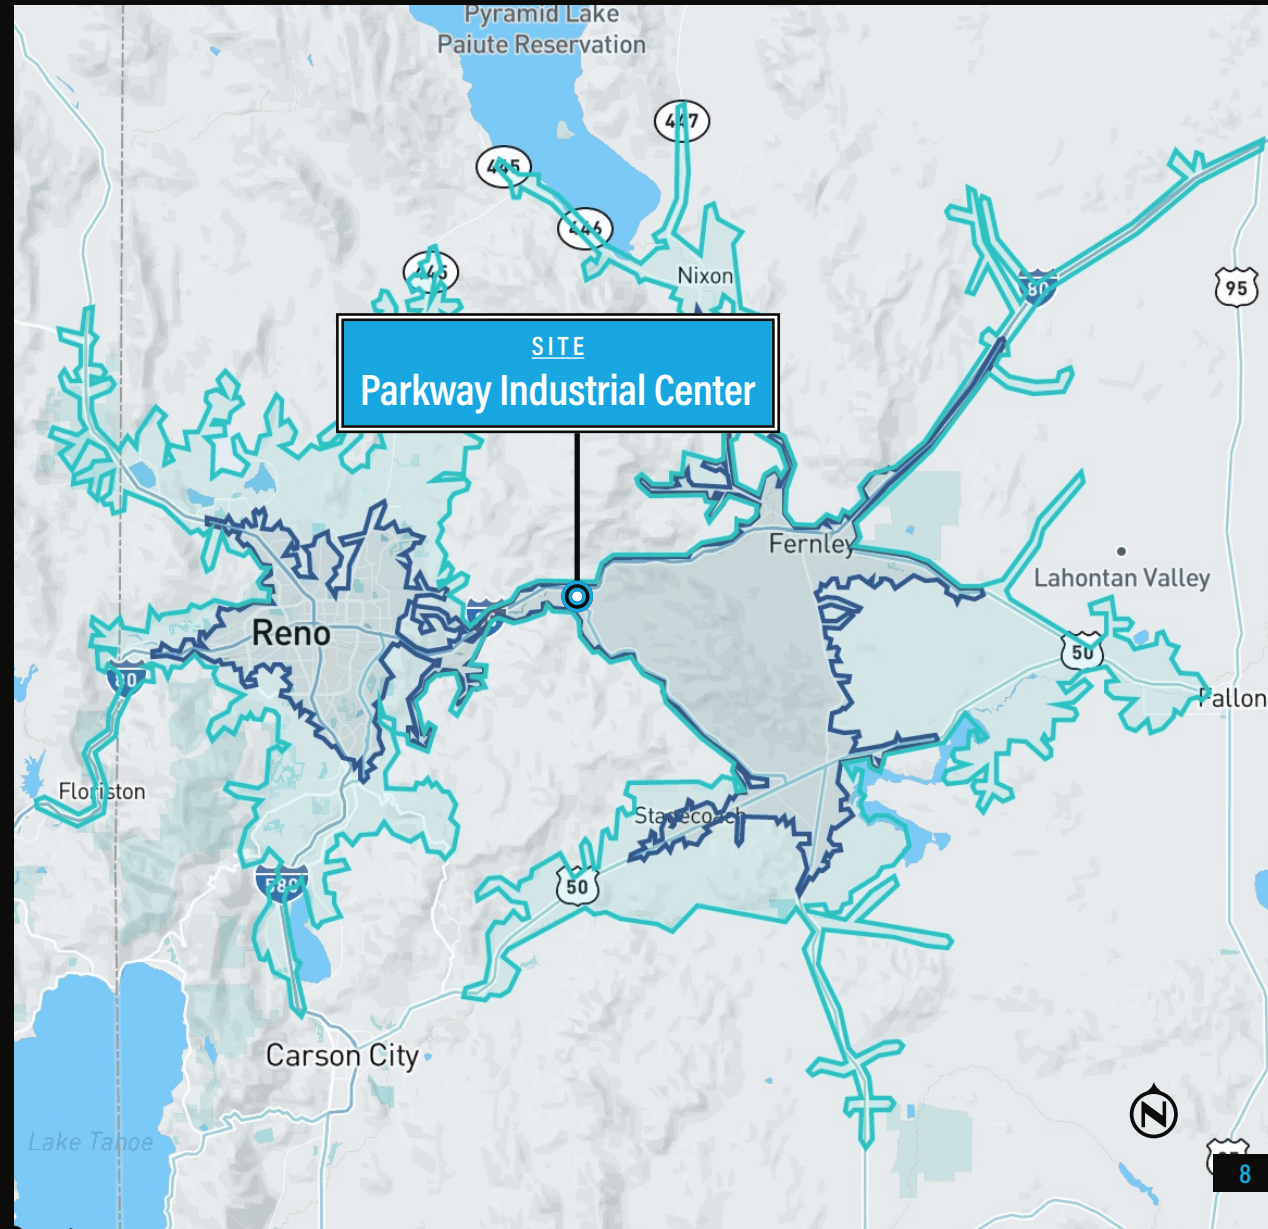 Pyramid Lake
Paiute Reservation
447
445
446
445
Nixon
80
95
SITE
Parkway Industrial Center
Fernley
Lahontan Valley
Reno
50
80
Fallon
Floriston
Stagecoach
50
580
Carson City
Lake Tahoe
N
8